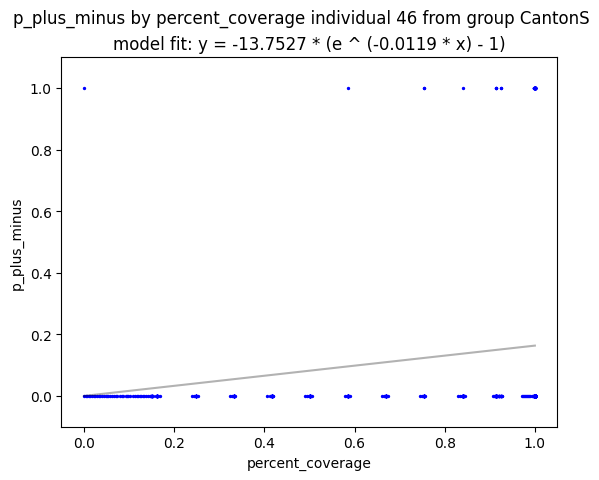 p_plus_minus by percent_coverage individual 46 from group CantonS
model fit: y = -13.7527 * (e ^ (-0.0119 * x) - 1)
1.0
0.8
0.6
0.4
0.2
0.0
p_plus_minus
0.0 0.2 0.4 0.6 0.8 1.0
percent_coverage